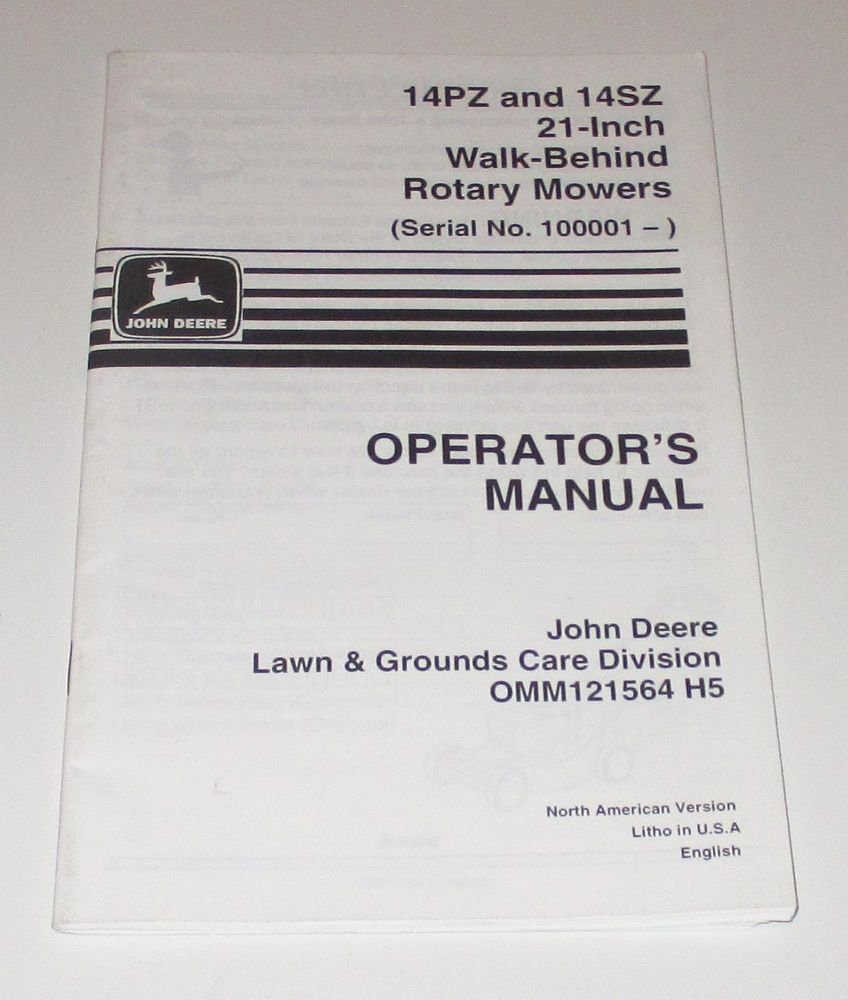 14PZ and 14SZ
21-Inch
Walk-Behind
Rotary Mowers
(Serial No. 100001 – )
JOHN DEERE
OPERATOR'S
MANUAL
John Deere
Lawn & Grounds Care Division
OMM121564 H5
North American Version
Litho in U.S.A
English